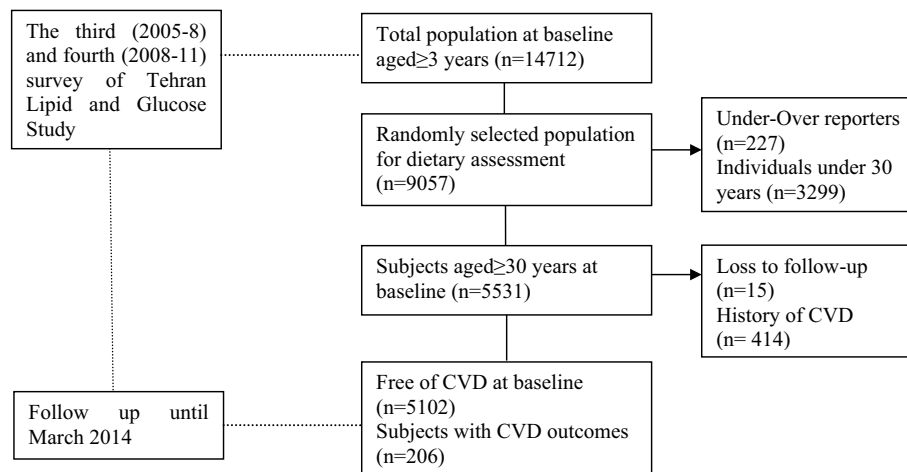 The third (2005-8)
and fourth (2008-11)
survey of Tehran
Lipid and Glucose
Study
Total population at baseline
aged≥3 years (n=14712)
Randomly selected population
for dietary assessment
(n=9057)
Under-Over reporters
(n=227)
Individuals under 30
years (n=3299)
Subjects aged≥30 years at
baseline (n=5531)
Loss to follow-up
(n=15)
History of CVD
(n= 414)
Free of CVD at baseline
(n=5102)
Subjects with CVD outcomes
(n=206)
Follow up until
March 2014